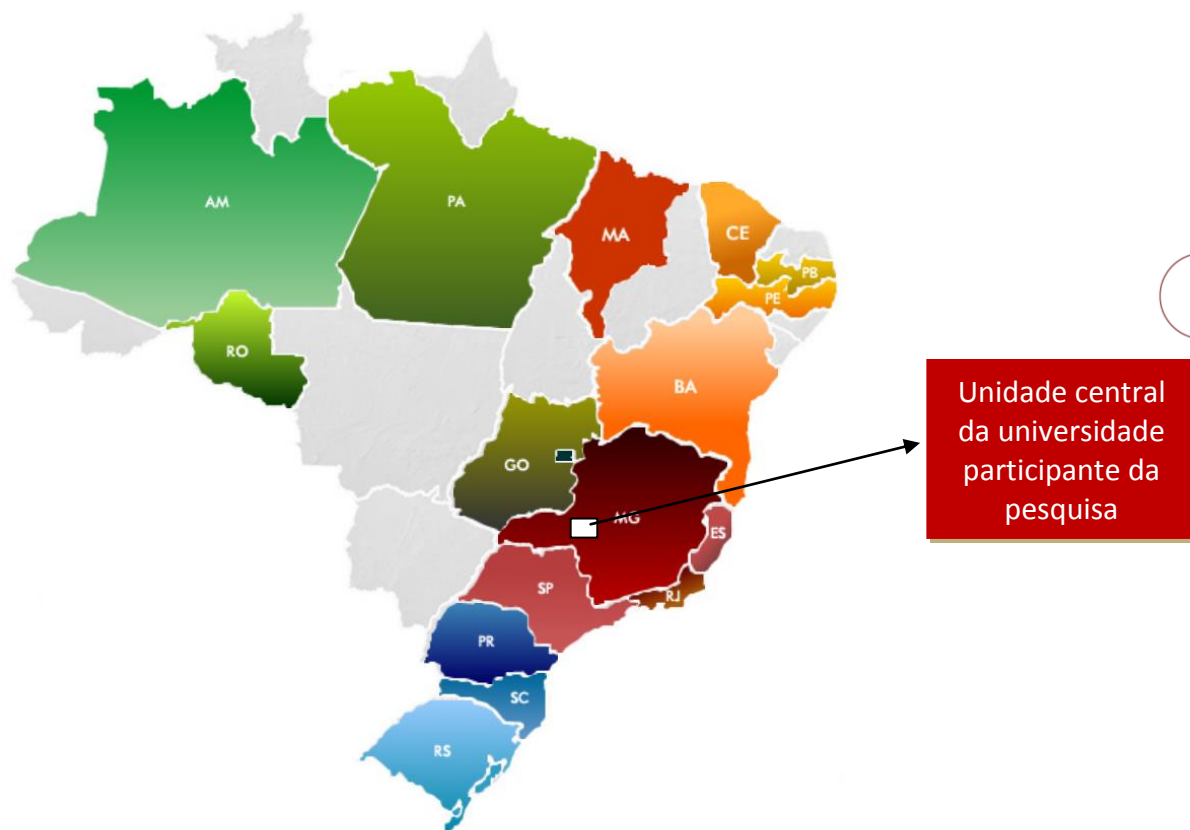 AM
PA
MA
CE
PB
PE
RO
BA
GO
MG
ES
SP
RJ
PR
SC
RS
Unidade central
da universidade
participante da
pesquisa